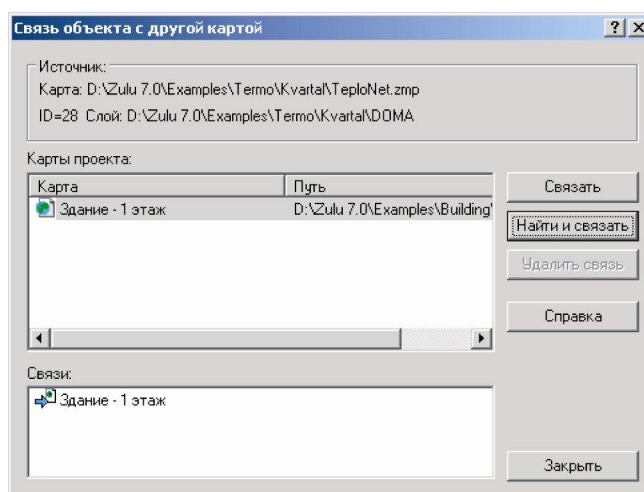 Связь объекта с другой картой
Источник:
Карта: D:\Zulu 7.0\Examples\Termo\Kvartal\TeploNet.zmp
ID=28 Слой: D:\Zulu 7.0\Examples\Termo\Kvartal\DOMA
Карты проекта:
Карта Путь
Здание - 1 этаж D:\Zulu 7.0\Examples\Building\
Связать
Найти и связать
Удалить связь
Справка
Связи:
Здание - 1 этаж
Закрыть